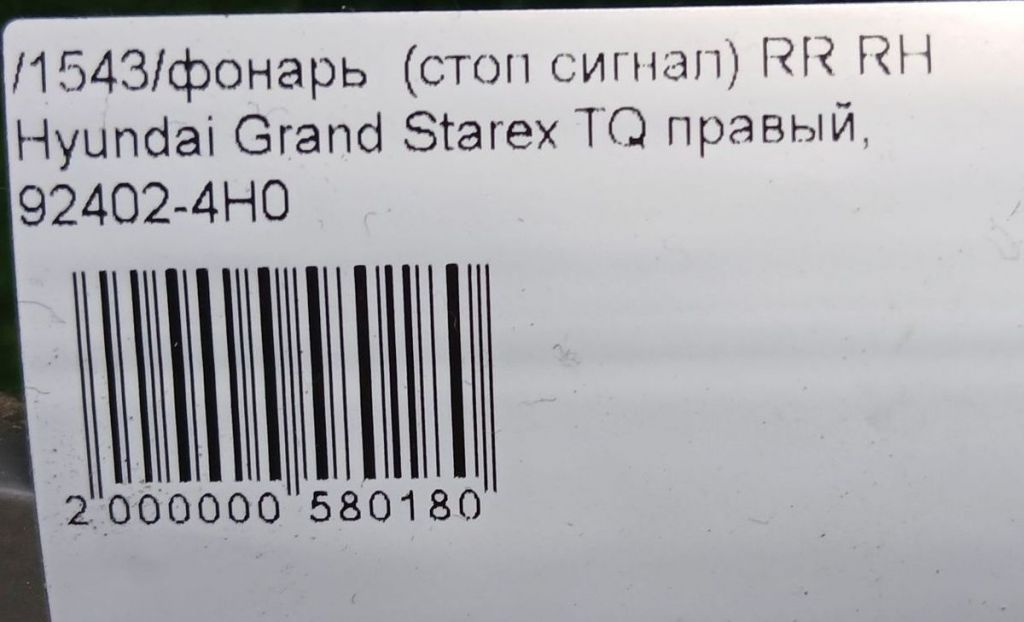 /1543/фонарь (стоп сигнал) RR RH
Hyundai Grand Starex TQ правый,
92402-4H0
2 000000 580180